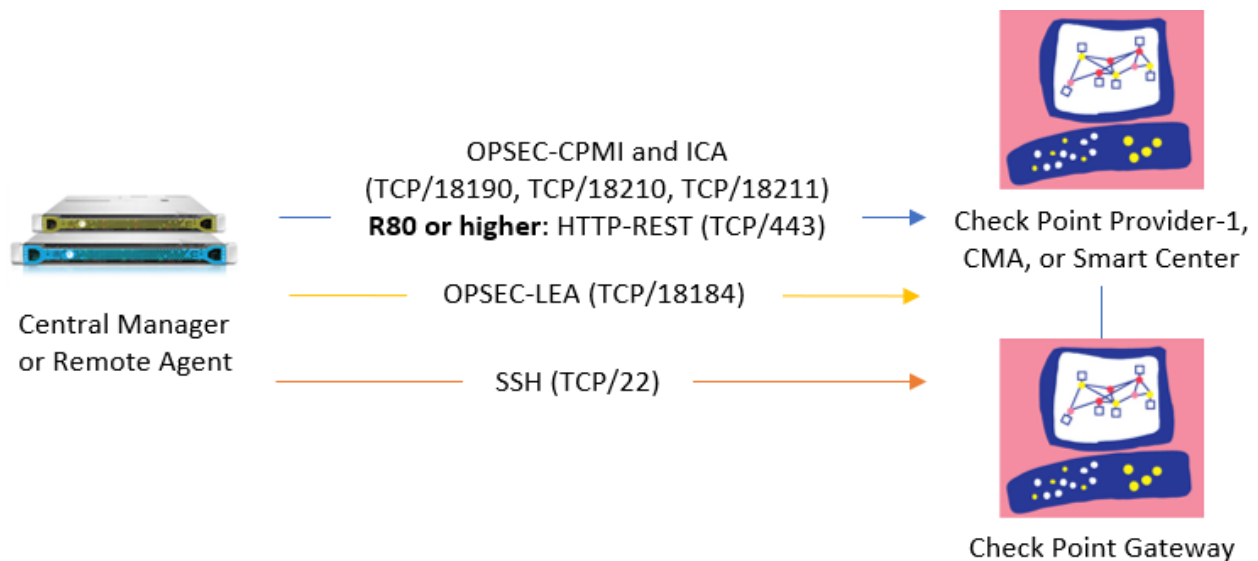 OPSEC-CPMI and ICA
(TCP/18190, TCP/18210, TCP/18211)
R80 or higher: HTTP-REST (TCP/443)
Check Point Provider-1,
CMA, or Smart Center
OPSEC-LEA (TCP/18184)
Central Manager
or Remote Agent
SSH (TCP/22)
Check Point Gateway